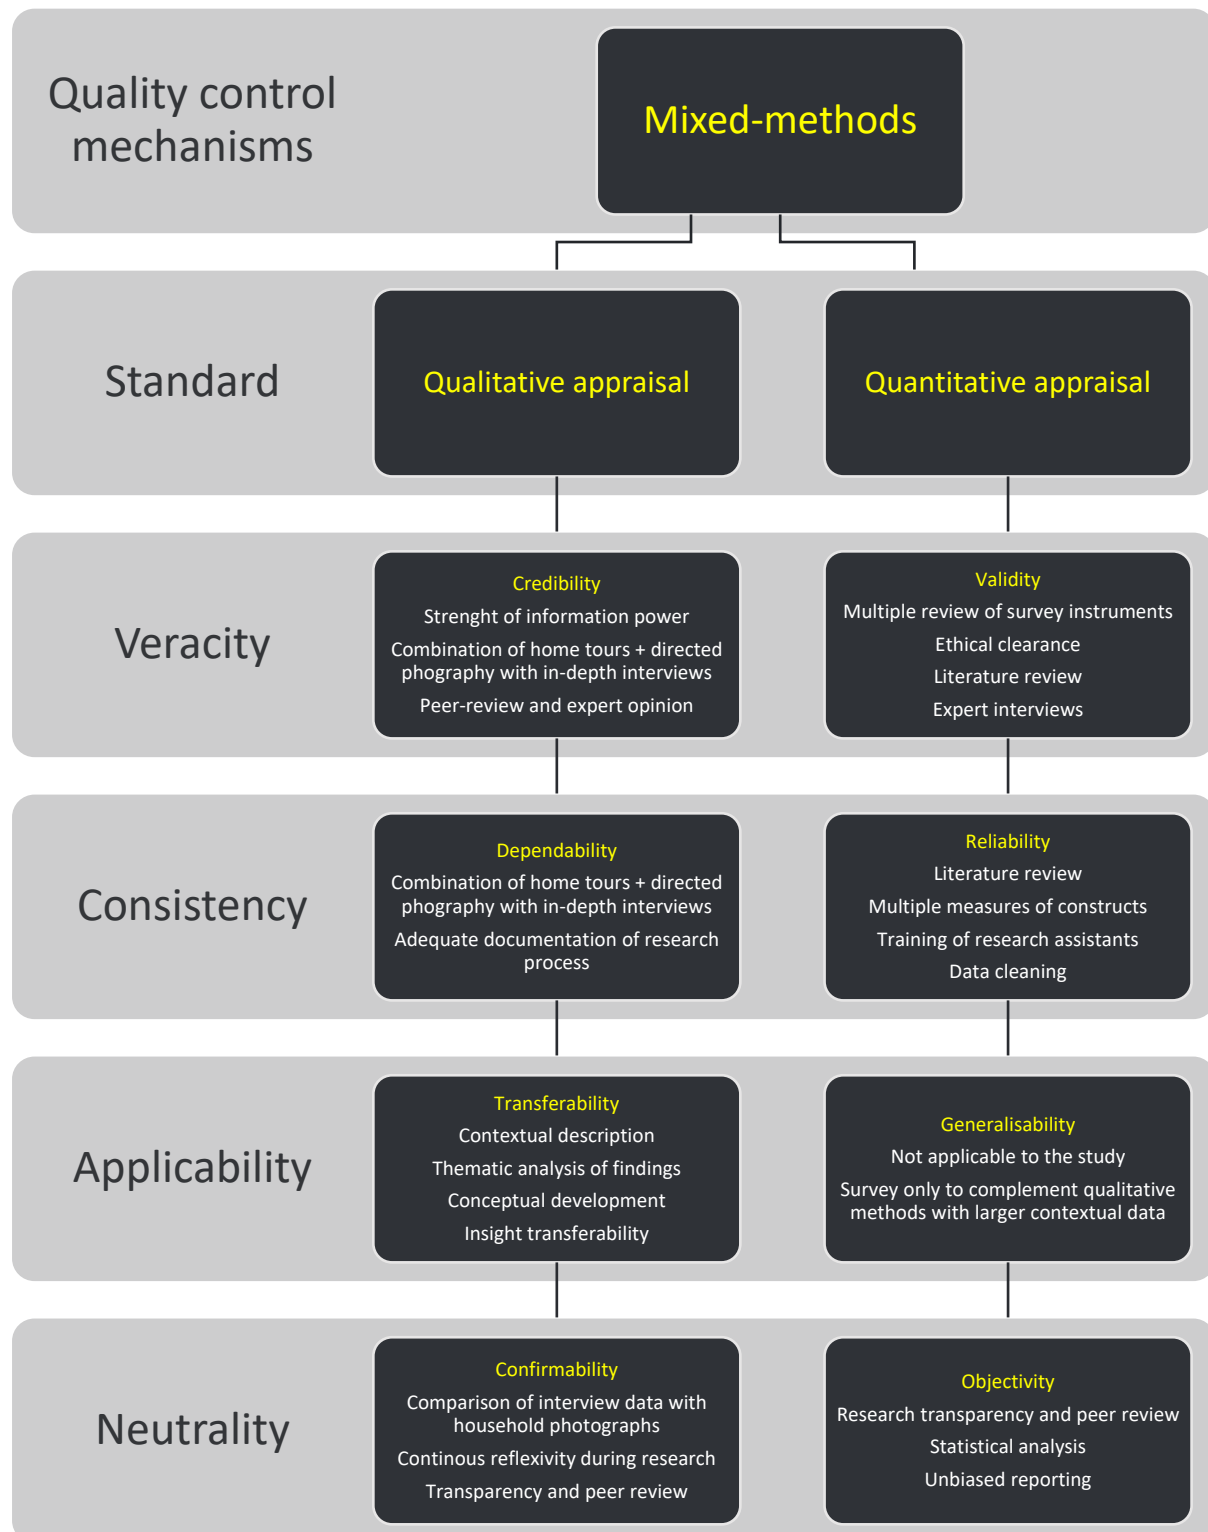 Quality control
mechanisms
Mixed-methods
Standard
Qualitative appraisal
Quantitative appraisal
Veracity
Credibility
Strenght of information power
Combination of home tours + directed
phography with in-depth interviews
Peer-review and expert opinion
Validity
Multiple review of survey instruments
Ethical clearance
Literature review
Expert interviews
Consistency
Dependability
Combination of home tours + directed
phography with in-depth interviews
Adequate documentation of research
process
Reliability
Literature review
Multiple measures of constructs
Training of research assistants
Data cleaning
Applicability
Transferability
Contextual description
Thematic analysis of findings
Conceptual development
Insight transferability
Generalisability
Not applicable to the study
Survey only to complement qualitative
methods with larger contextual data
Neutrality
Confirmability
Comparison of interview data with
household photographs
Continous reflexivity during research
Transparency and peer review
Objectivity
Research transparency and peer review
Statistical analysis
Unbiased reporting